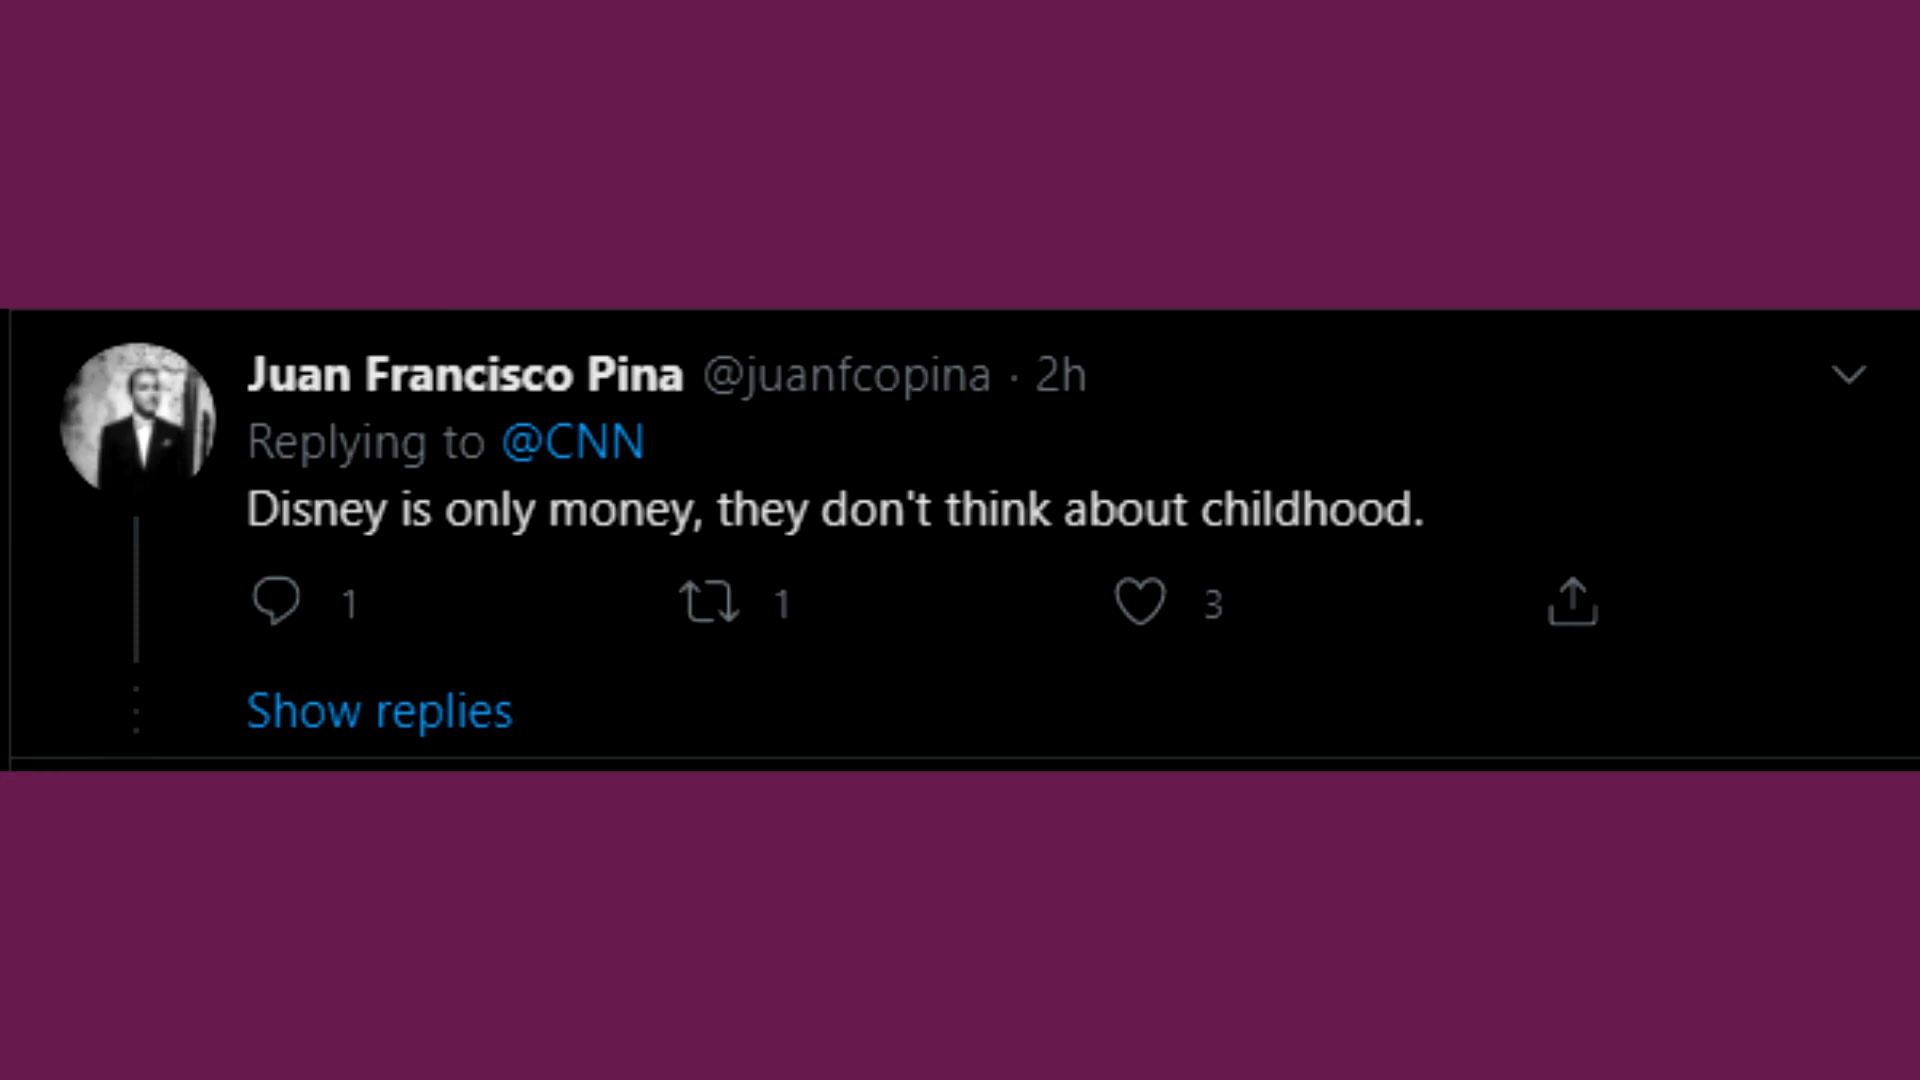 Juan Francisco Pina @juanfcopina · 2h
Replying to @CNN
Disney is only money, they don't think about childhood.
1 1 3
Show replies